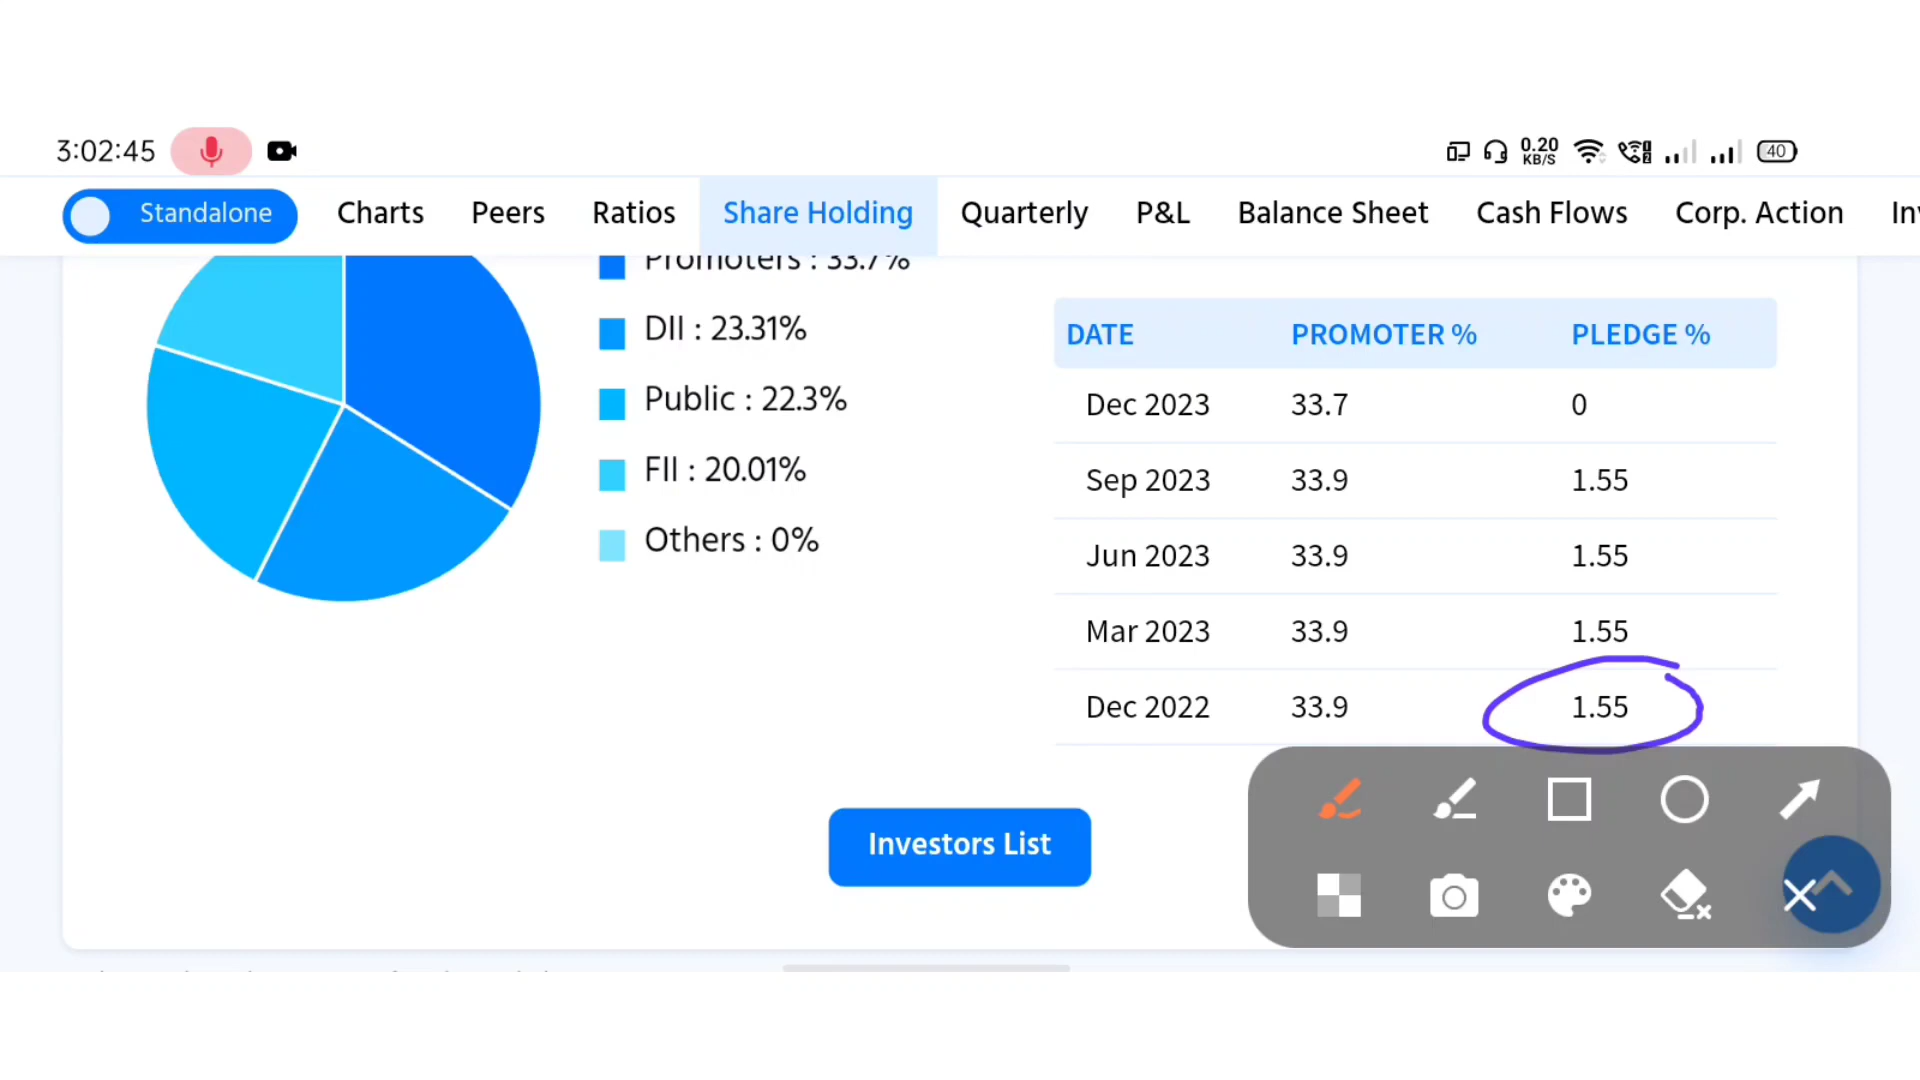 3:02:45
0.20
KB/S
40
Standalone Charts Peers Ratios Share Holding Quarterly P&L Balance Sheet Cash Flows Corp. Action
Promoters : 33.7%
DII : 23.31%
Public : 22.3%
FII : 20.01%
Others : 0%
DATE PROMOTER % PLEDGE %
Dec 2023 33.7 0
Sep 2023 33.9 1.55
Jun 2023 33.9 1.55
Mar 2023 33.9 1.55
Dec 2022 33.9 1.55
Investors List